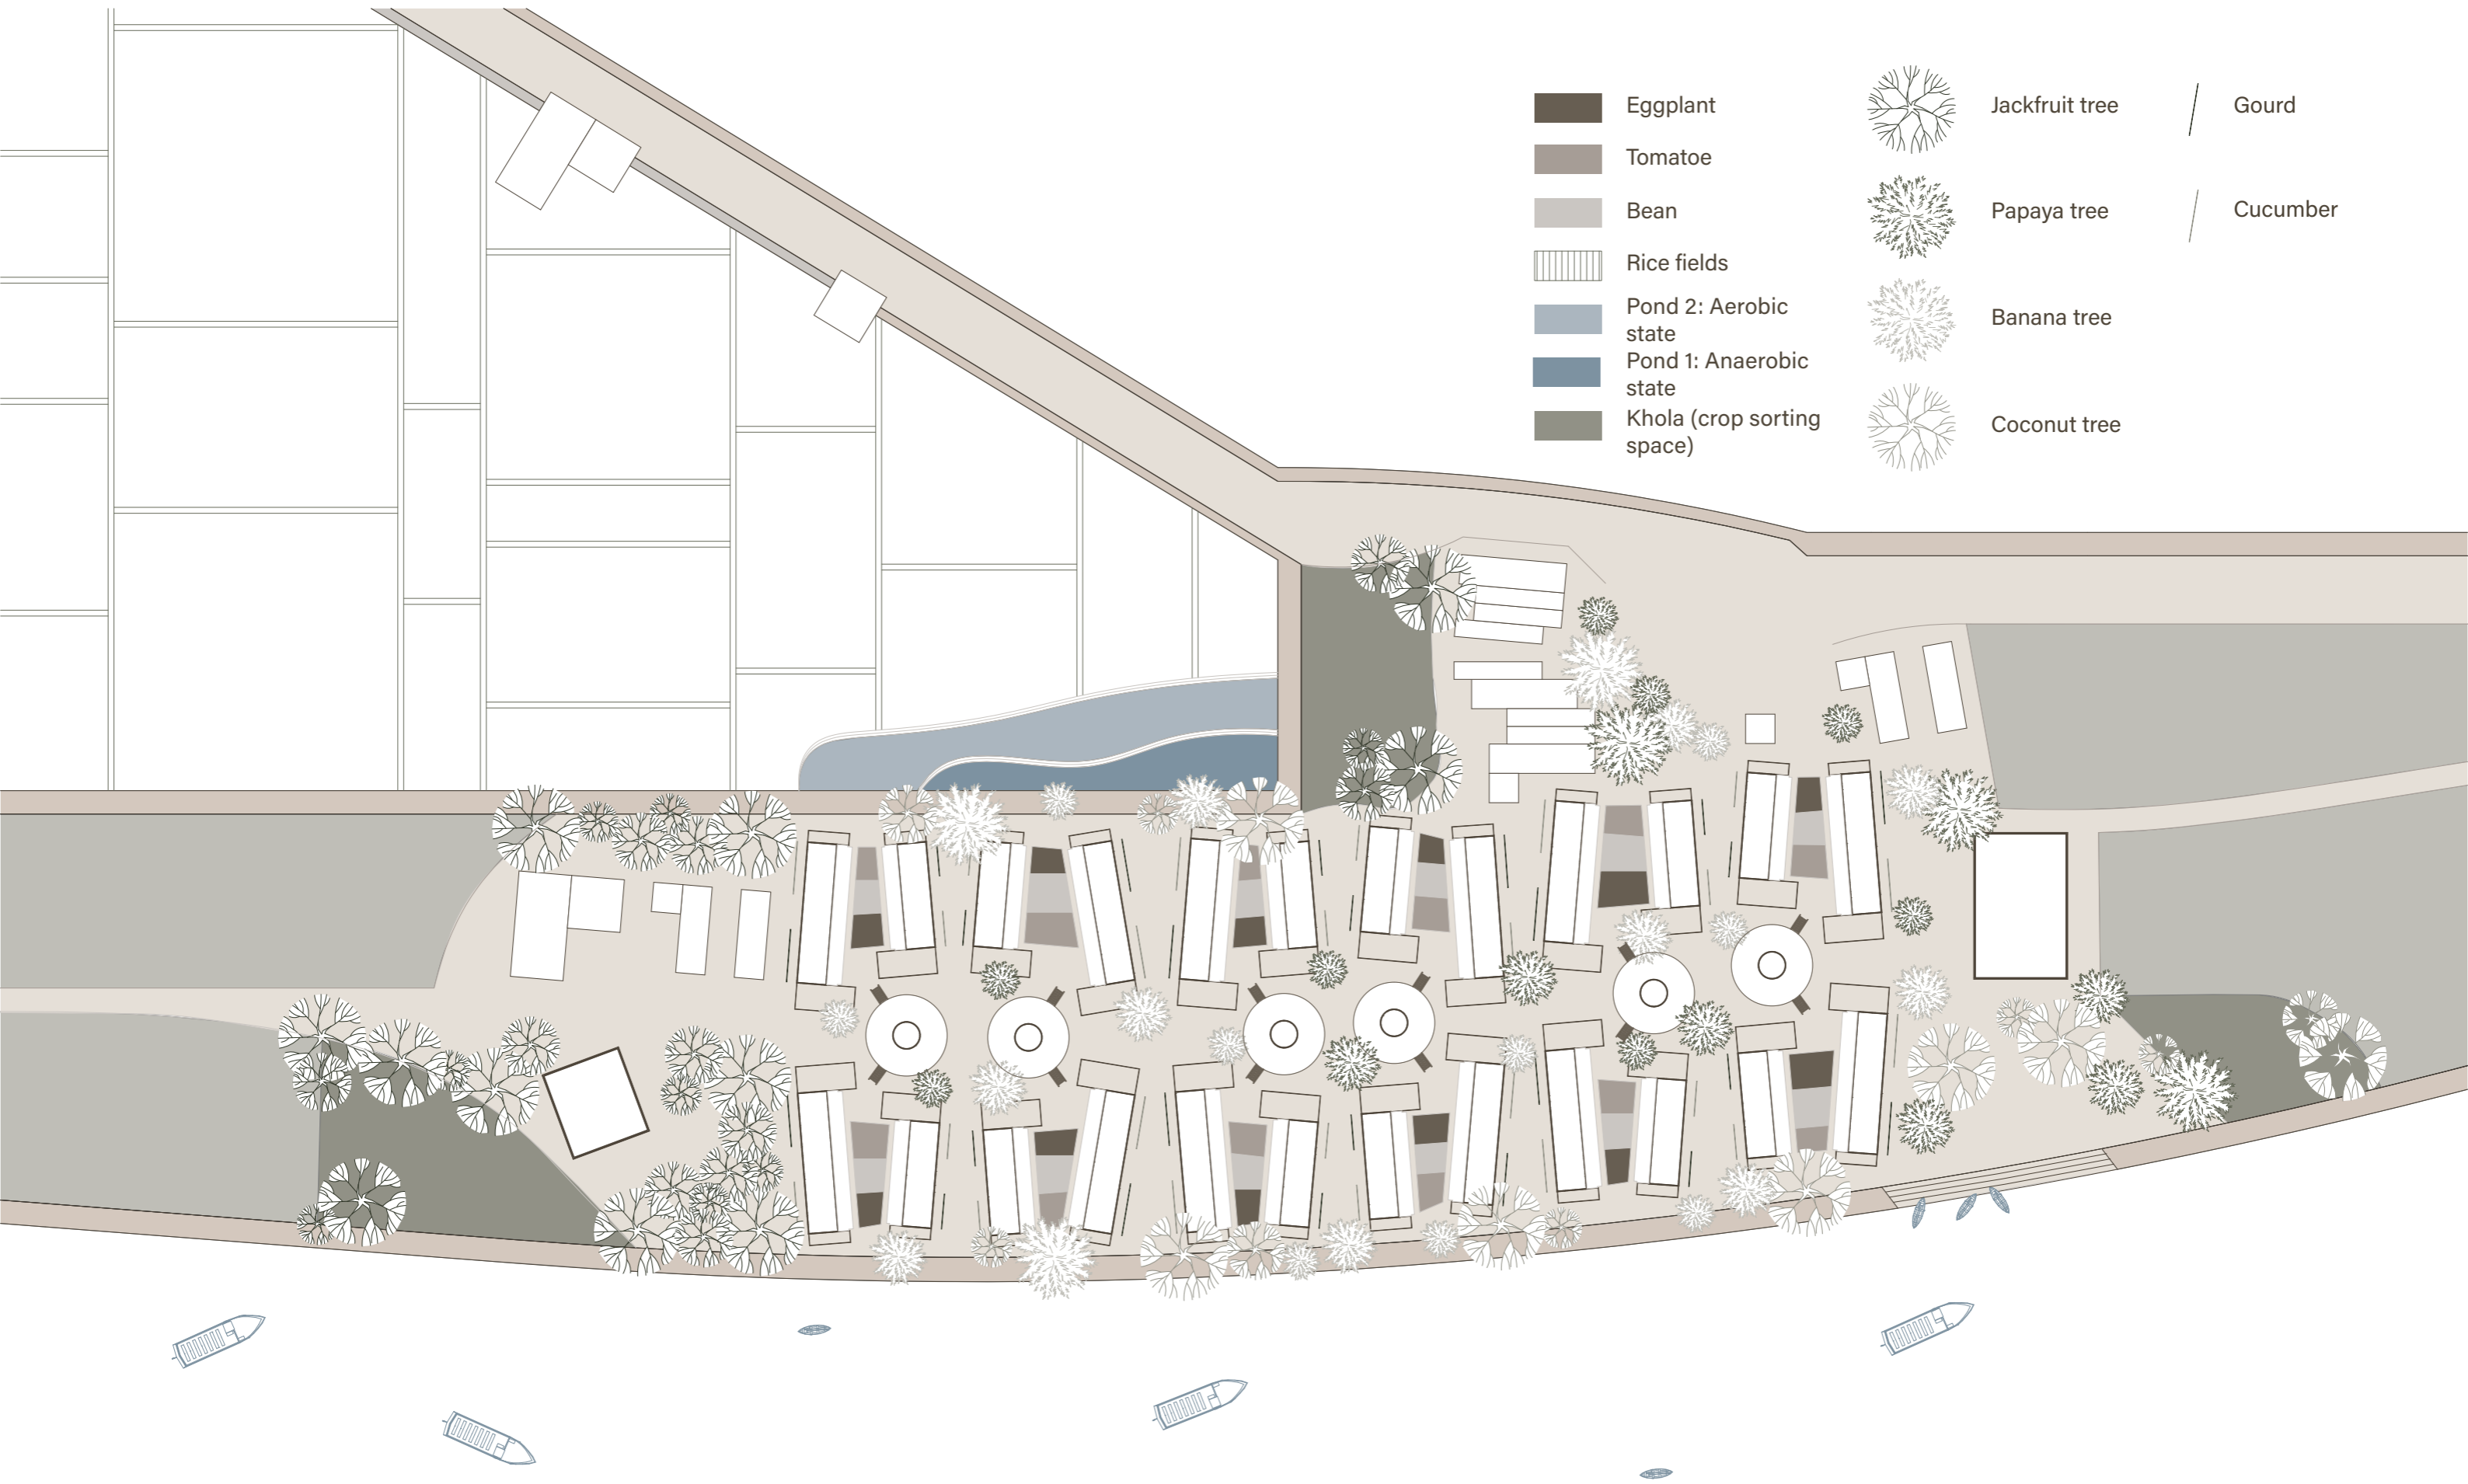 Eggplant
Tomatoe
Bean
Rice fields
Pond 2: Aerobic
state
Pond 1: Anaerobic
state
Khola (crop sorting
space)
Jackfruit tree
Papaya tree
Banana tree
Coconut tree
Gourd
Cucumber